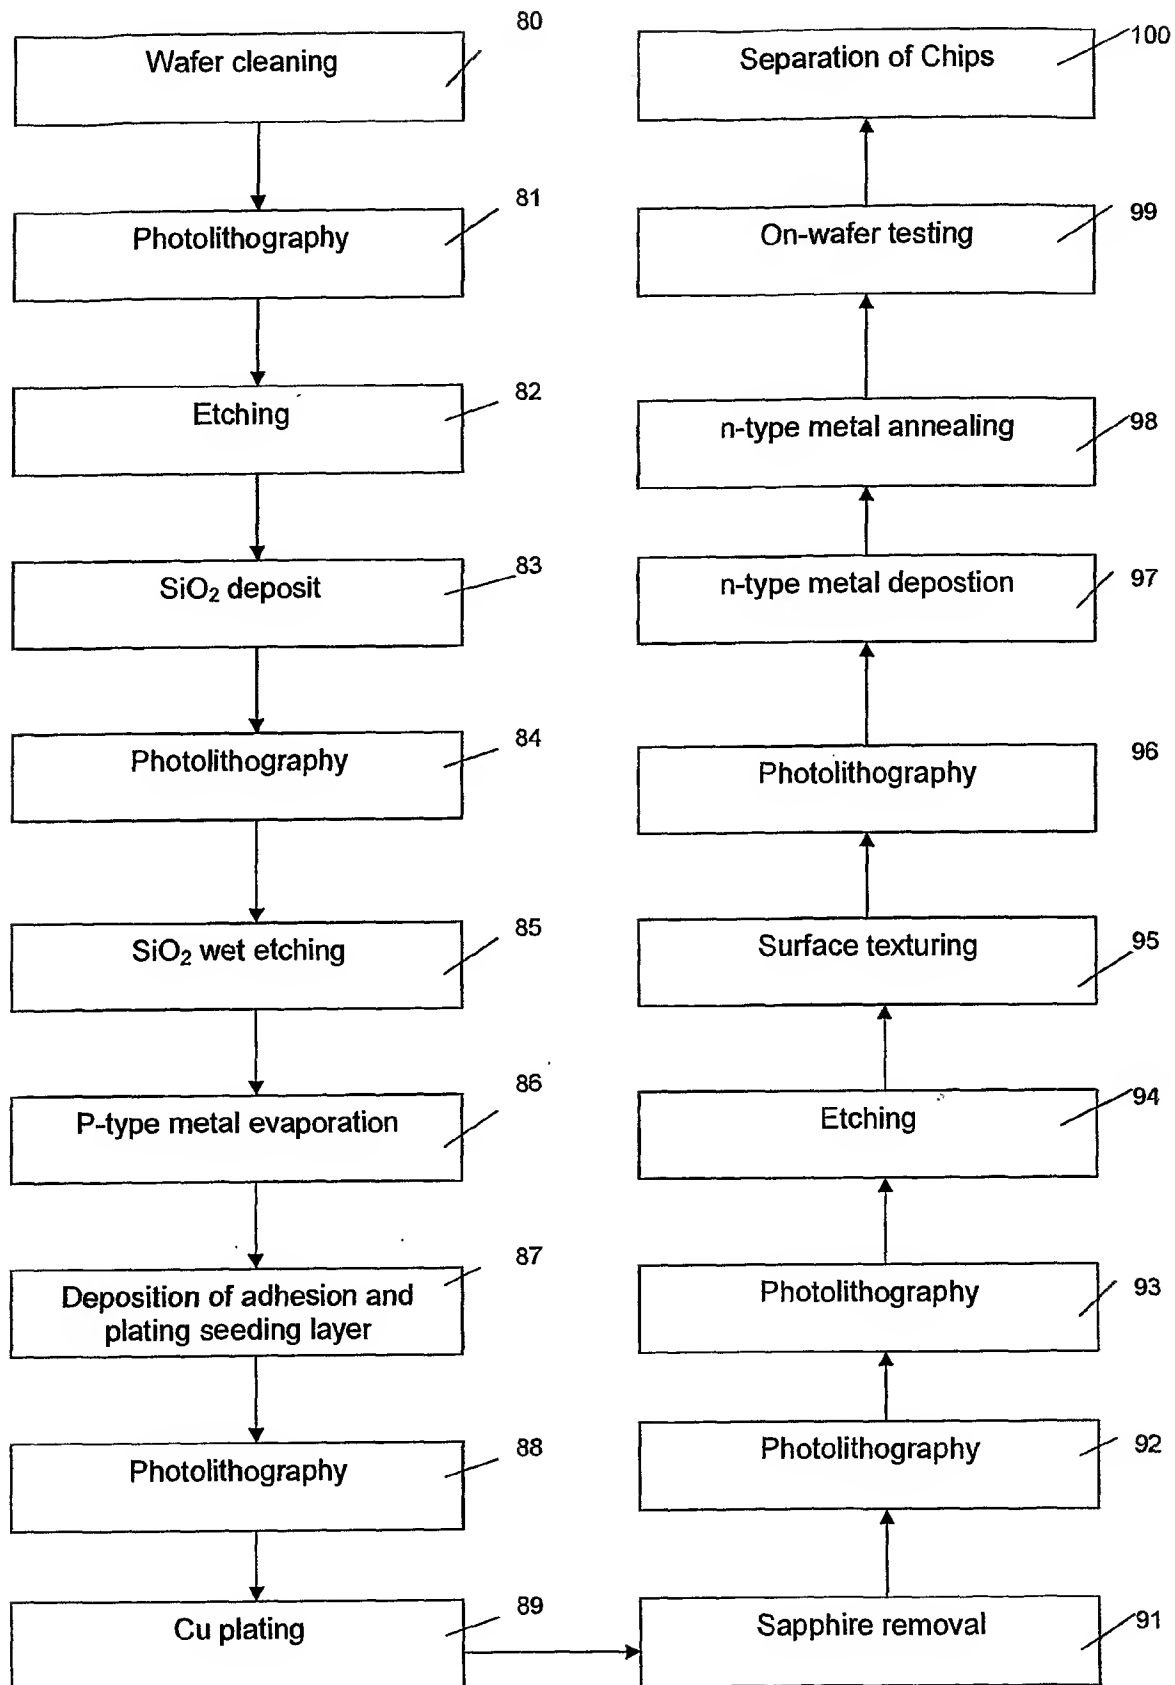 80
Wafer cleaning
81
Photolithography
82
Etching
83
SiO₂ deposit
84
Photolithography
85
SiO₂ wet etching
86
P-type metal evaporation
87
Deposition of adhesion and
plating seeding layer
88
Photolithography
89
Cu plating
91
Sapphire removal
92
Photolithography
93
Photolithography
94
Etching
95
Surface texturing
96
Photolithography
97
n-type metal depostion
98
n-type metal annealing
99
On-wafer testing
100
Separation of Chips